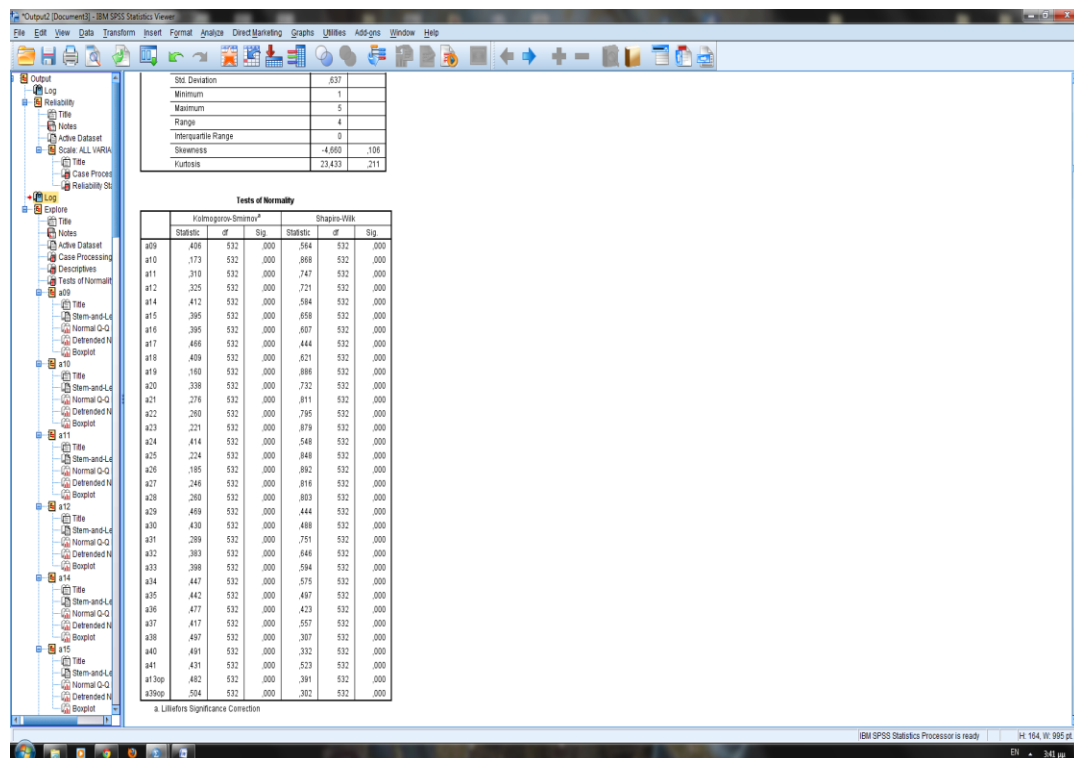 *Output2 [Document3] - IBM SPSS Statistics Viewer
File Edit View Data Transform Insert Format Analyze Direct Marketing Graphs Utilities Add-ons Window Help
Output
Log
Reliability
Title
Notes
Active Dataset
Scale: ALL VARIA
Title
Case Proces
Reliability Sta
Log
Explore
Title
Notes
Active Dataset
Case Processing
Descriptives
Tests of Normalit
a09
Title
Stem-and-Le
Normal Q-Q
Detrended N
Boxplot
a10
Title
Stem-and-Le
Normal Q-Q
Detrended N
Boxplot
a11
Title
Stem-and-Le
Normal Q-Q
Detrended N
Boxplot
a12
Title
Stem-and-Le
Normal Q-Q
Detrended N
Boxplot
a14
Title
Stem-and-Le
Normal Q-Q
Detrended N
Boxplot
a15
Title
Stem-and-Le
Normal Q-Q
Detrended N
Boxplot
Std. Deviation ,637
Minimum 1
Maximum 5
Range 4
Interquartile Range 0
Skewness -4,660 ,106
Kurtosis 23,433 ,211
Tests of Normality
Kolmogorov-Smirnovª Shapiro-Wilk
Statistic df Sig. Statistic df Sig.
a09 ,406 532 ,000 ,564 532 ,000
a10 ,173 532 ,000 ,868 532 ,000
a11 ,310 532 ,000 ,747 532 ,000
a12 ,325 532 ,000 ,721 532 ,000
a14 ,412 532 ,000 ,584 532 ,000
a15 ,395 532 ,000 ,658 532 ,000
a16 ,395 532 ,000 ,607 532 ,000
a17 ,466 532 ,000 ,444 532 ,000
a18 ,409 532 ,000 ,621 532 ,000
a19 ,160 532 ,000 ,886 532 ,000
a20 ,338 532 ,000 ,732 532 ,000
a21 ,276 532 ,000 ,811 532 ,000
a22 ,260 532 ,000 ,795 532 ,000
a23 ,221 532 ,000 ,879 532 ,000
a24 ,414 532 ,000 ,548 532 ,000
a25 ,224 532 ,000 ,848 532 ,000
a26 ,185 532 ,000 ,892 532 ,000
a27 ,246 532 ,000 ,816 532 ,000
a28 ,260 532 ,000 ,803 532 ,000
a29 ,469 532 ,000 ,444 532 ,000
a30 ,430 532 ,000 ,488 532 ,000
a31 ,289 532 ,000 ,751 532 ,000
a32 ,383 532 ,000 ,646 532 ,000
a33 ,398 532 ,000 ,594 532 ,000
a34 ,447 532 ,000 ,575 532 ,000
a35 ,442 532 ,000 ,497 532 ,000
a36 ,477 532 ,000 ,423 532 ,000
a37 ,417 532 ,000 ,557 532 ,000
a38 ,497 532 ,000 ,307 532 ,000
a40 ,491 532 ,000 ,332 532 ,000
a41 ,431 532 ,000 ,523 532 ,000
a13op ,482 532 ,000 ,391 532 ,000
a39op ,504 532 ,000 ,302 532 ,000
a. Lilliefors Significance Correction
IBM SPSS Statistics Processor is ready H: 164, W: 995 pt
EN 3:41 μμ